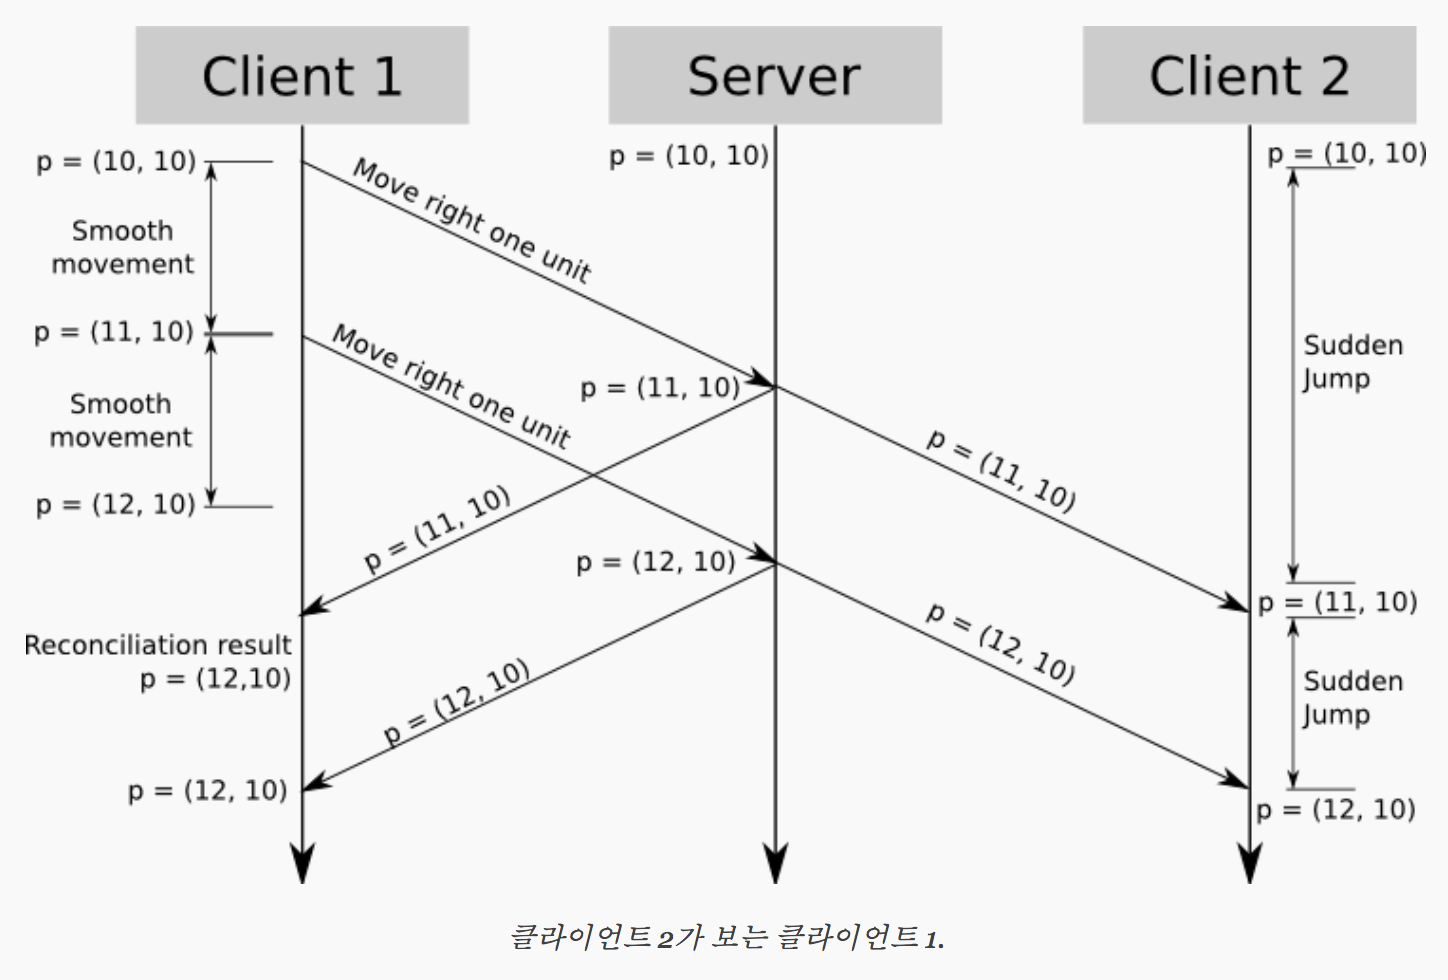 Client 1
Server
Client 2
p = (10, 10)
p = (10, 10)
p = (10, 10)
Move right one unit
Smooth
movement
p = (11, 10)
Move right one unit
p = (11, 10)
Sudden
Jump
Smooth
movement
p = (11, 10)
p = (12, 10)
p = (11, 10)
p = (12, 10)
p = (11, 10)
Reconciliation result
p = (12,10)
p = (12, 10)
p = (12, 10)
Sudden
Jump
p = (12, 10)
p = (12, 10)
클라이언트 2가 보는 클라이언트 1.